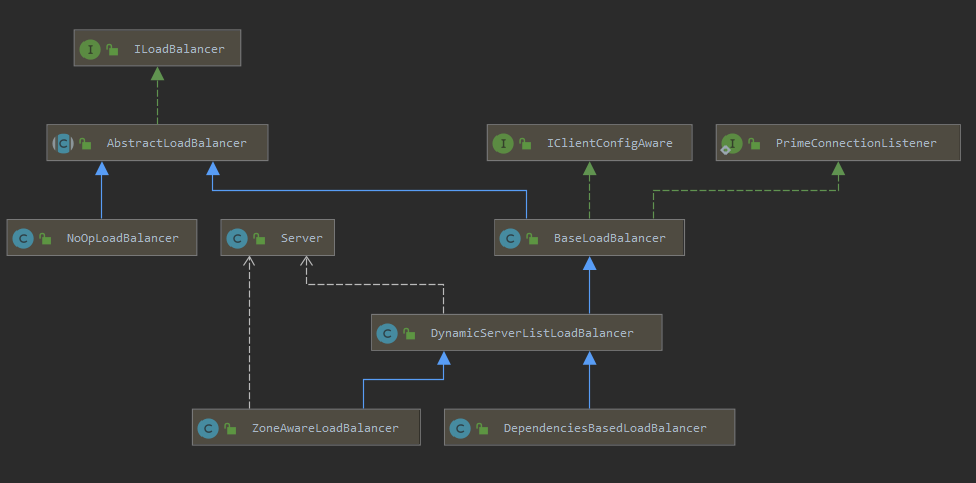 I ILoadBalancer
C AbstractLoadBalancer
I IClientConfigAware
I PrimeConnectionListener
C NoOpLoadBalancer
C Server
C BaseLoadBalancer
C DynamicServerListLoadBalancer
C ZoneAwareLoadBalancer
C DependenciesBasedLoadBalancer